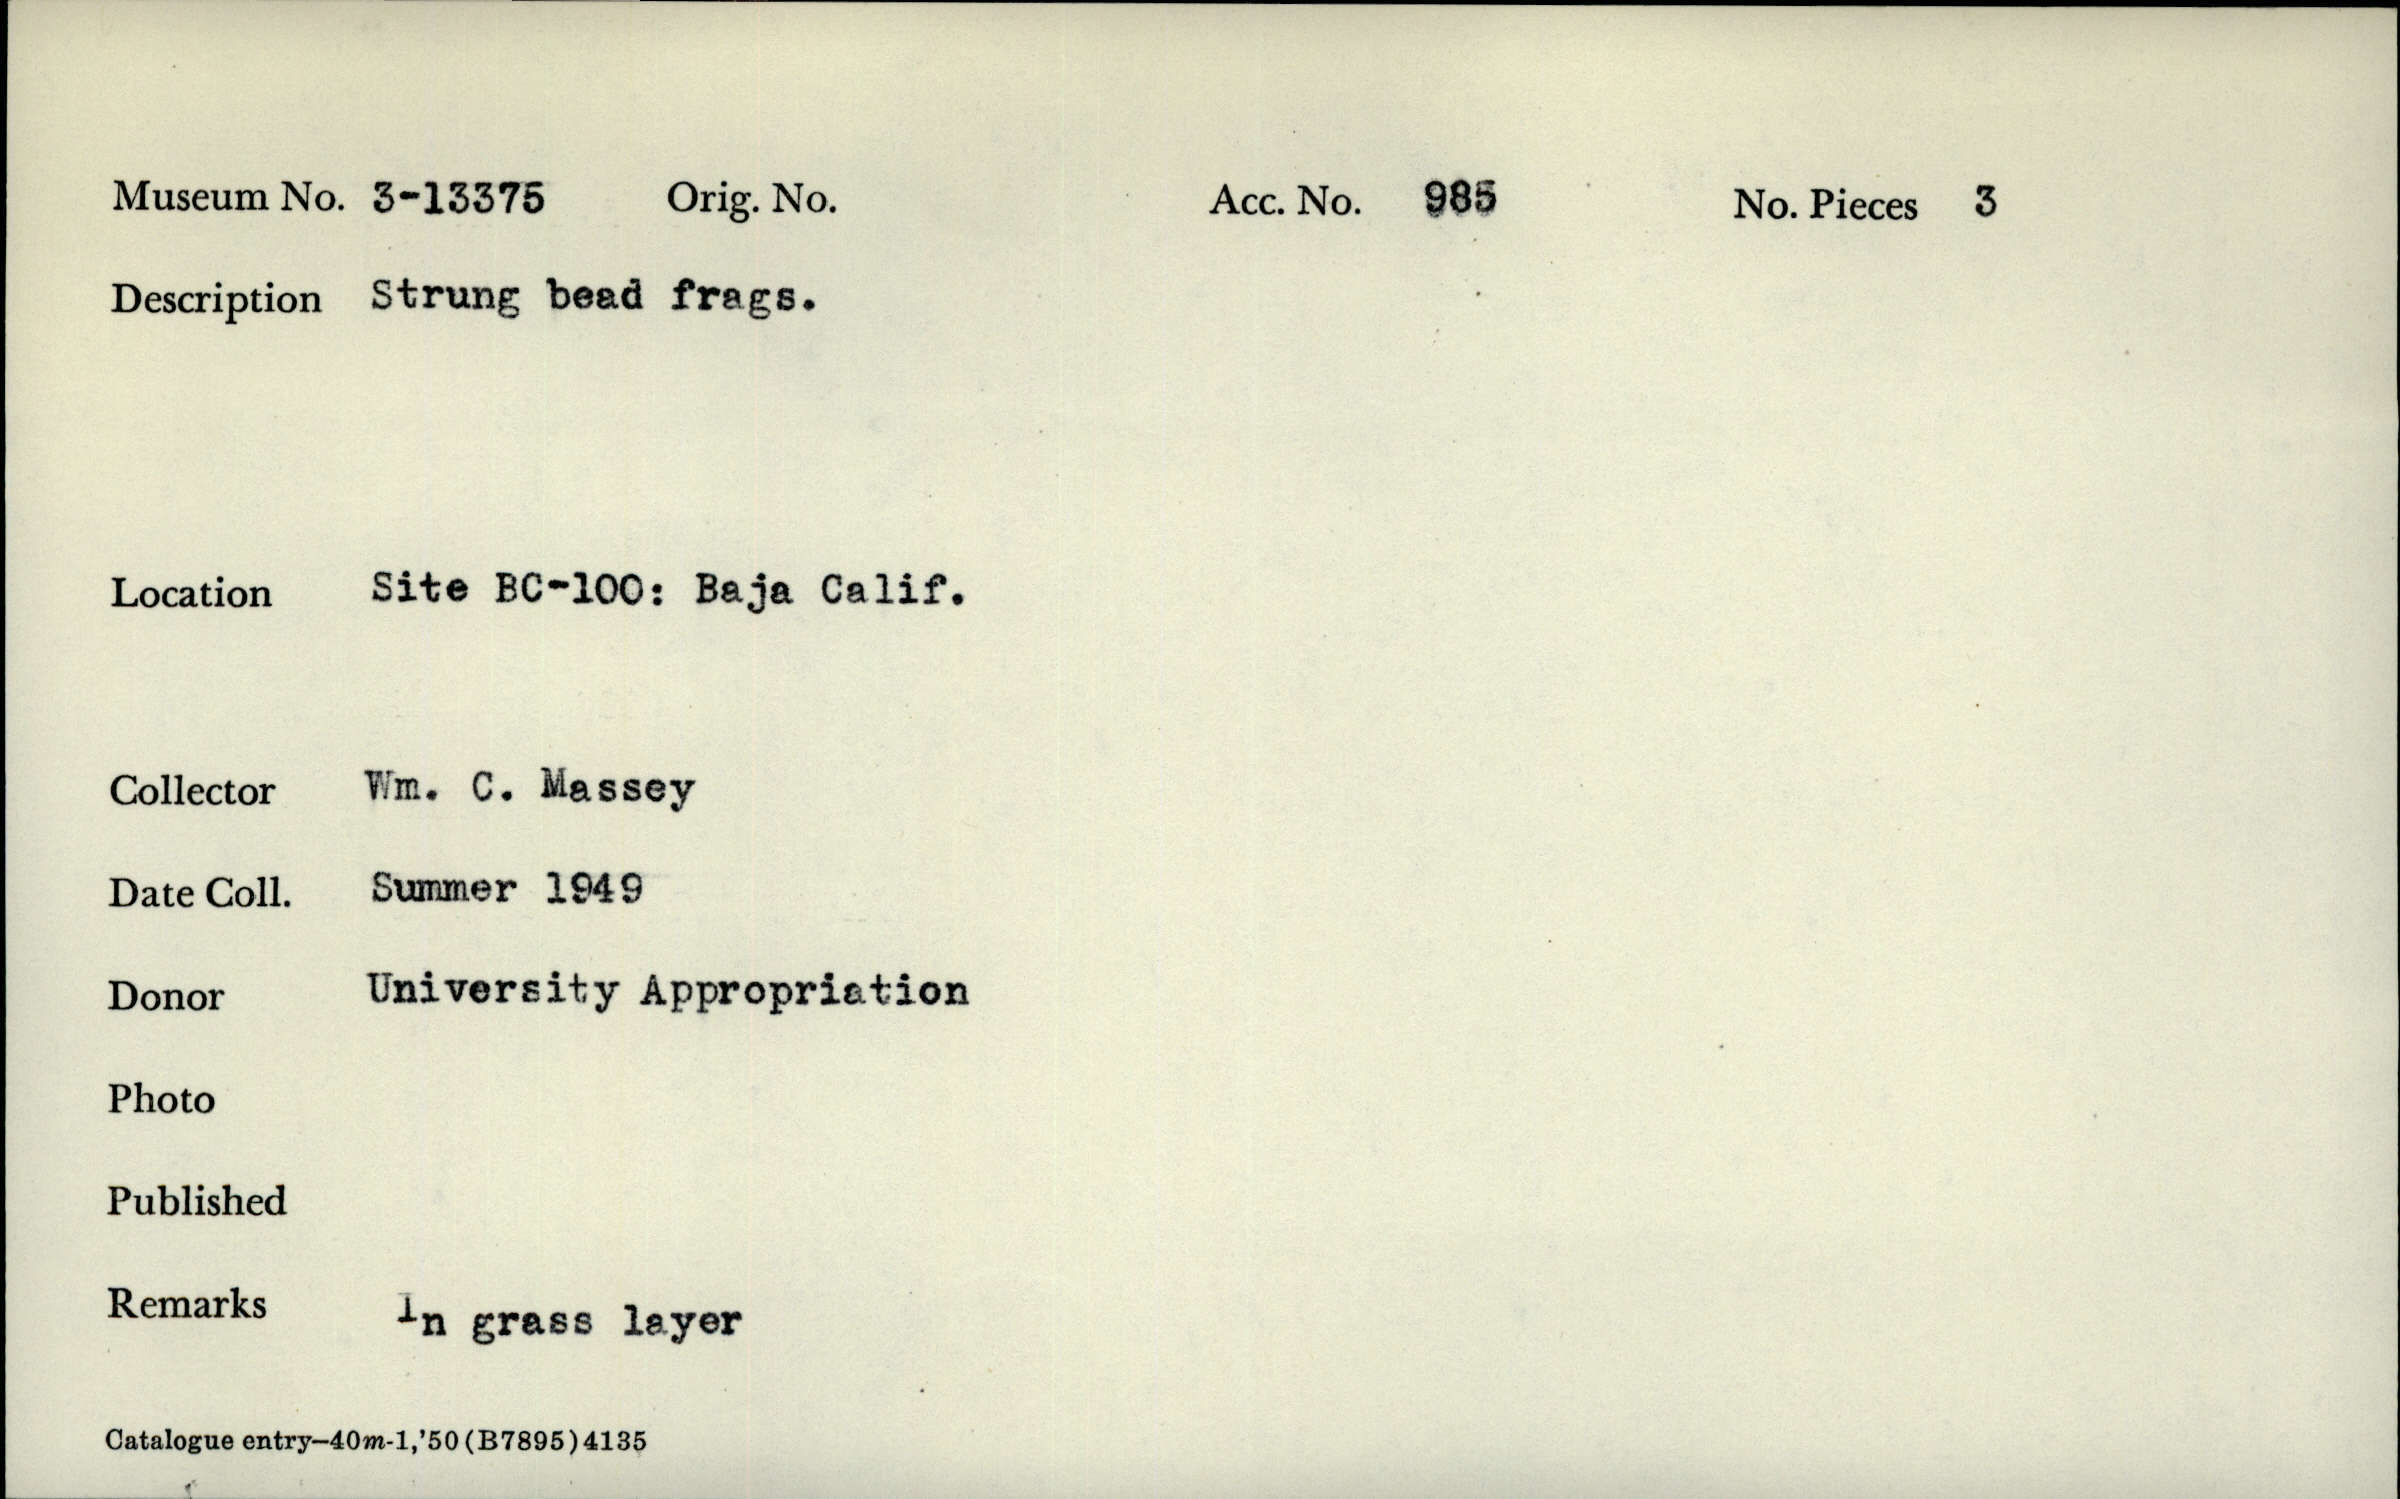 Museum No. 3-13375 Orig. No. Acc. No. 985 No. Pieces 3
Description Strung bead frags.
Location Site BC-100: Baja Calif.
Collector Wm. C. Massey
Date Coll. Summer 1949
Donor University Appropriation
Photo
Published
Remarks In grass layer
Catalogue entry—40m-1,'50 (B7895) 4135